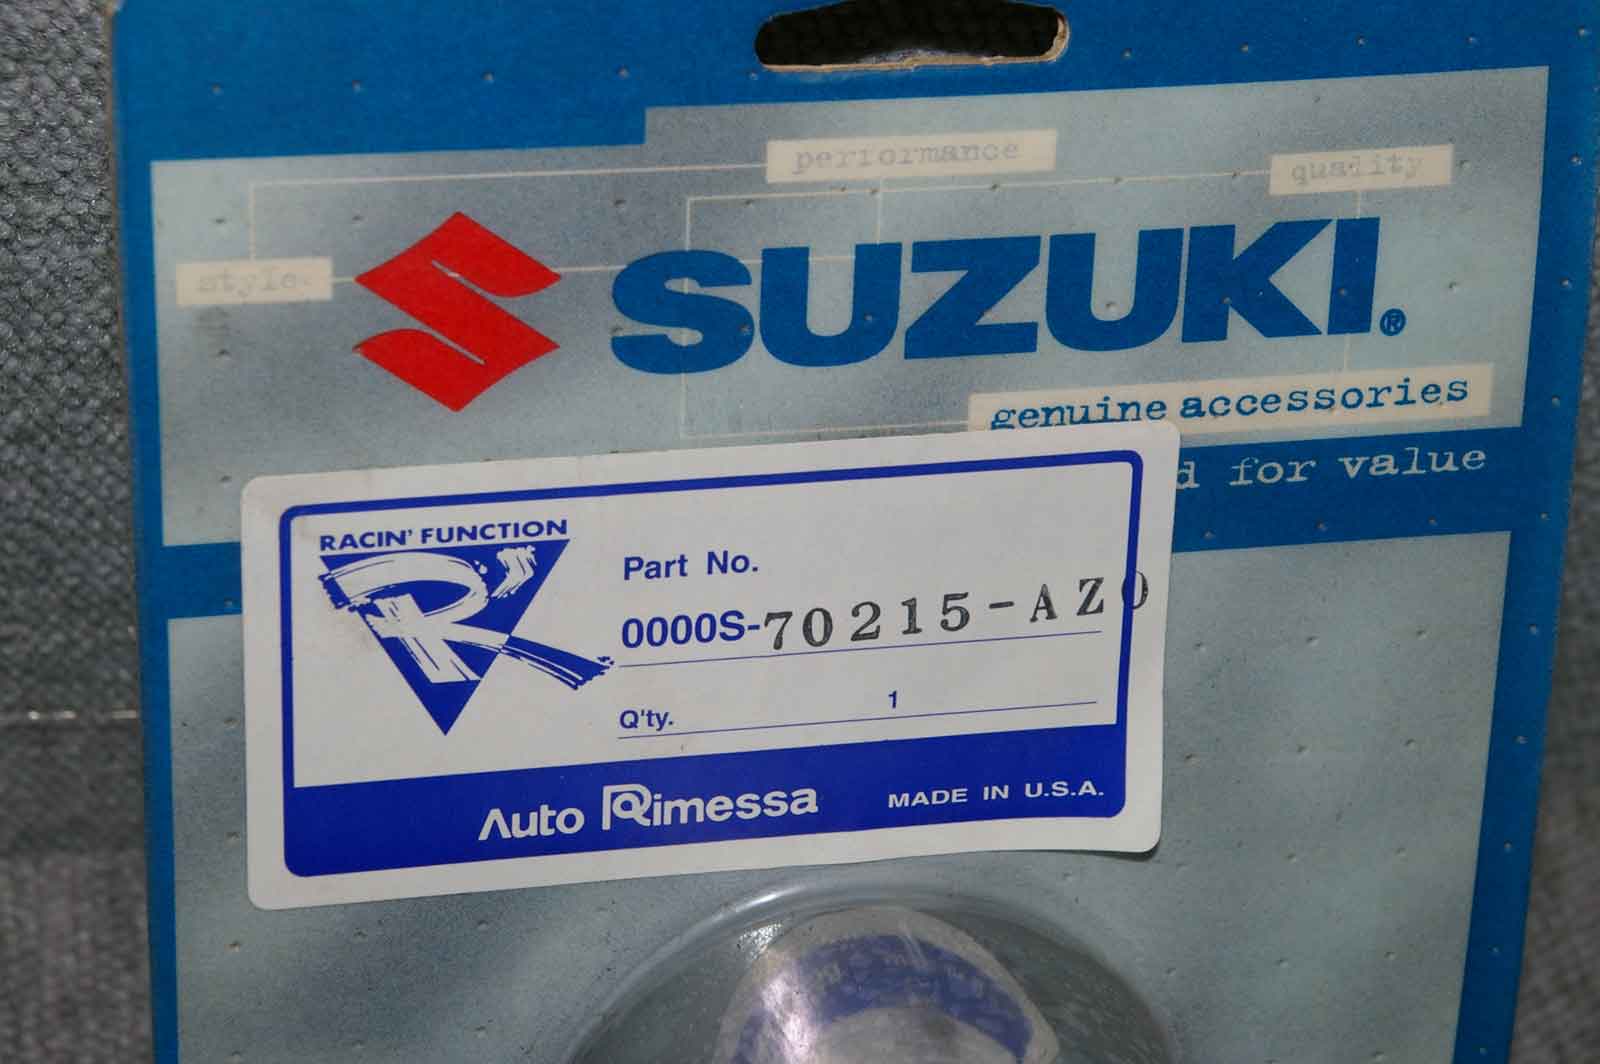 performance
quality
style
SUZUKI®
genuine accessories
d for value
RACIN' FUNCTION
R'
Part No.
0000S-70215-AZ0
Q'ty. 1
Auto Rimessa MADE IN U.S.A.